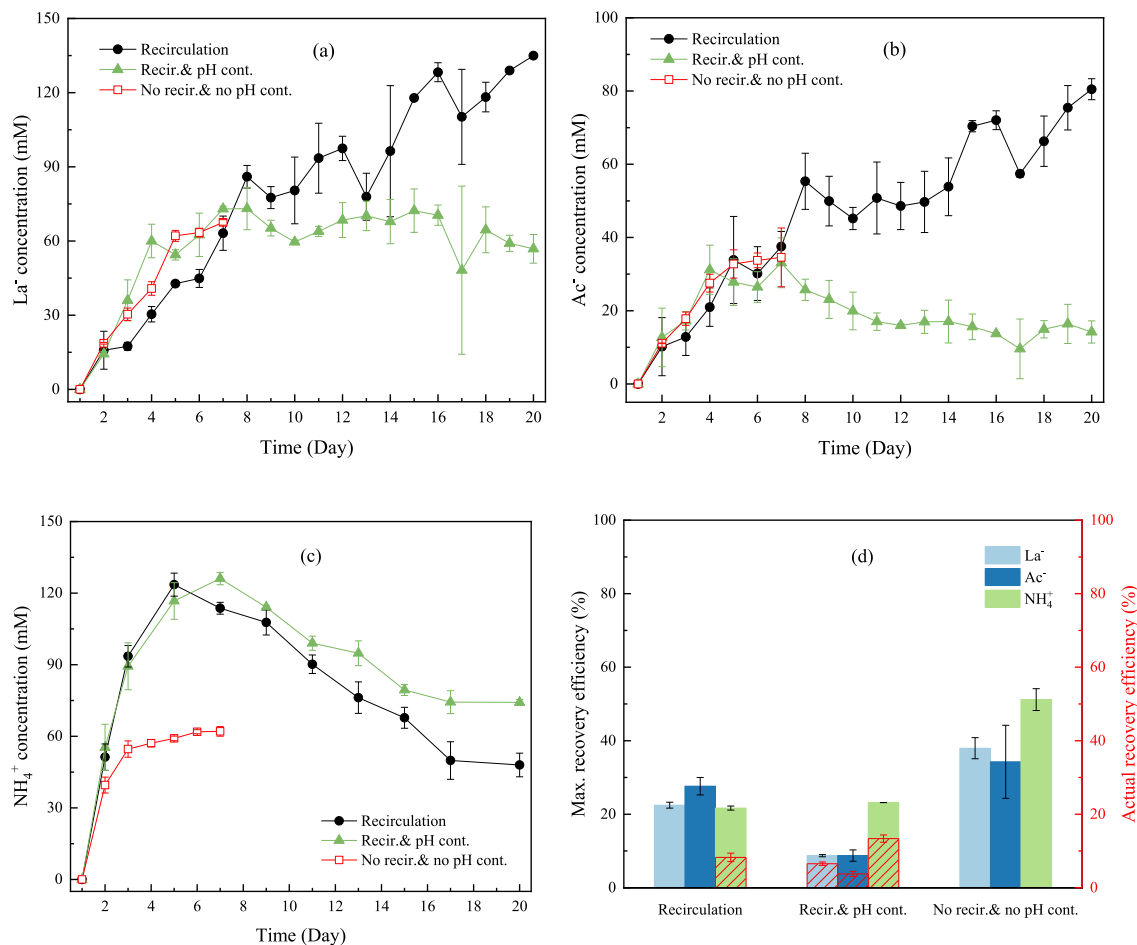 (a)
Recirculation
Recir.& pH cont.
No recir.& no pH cont.
La⁻ concentration (mM)
150
120
90
60
30
0
2 4 6 8 10 12 14 16 18 20
Time (Day)
(b)
Recirculation
Recir.& pH cont.
No recir.& no pH cont.
Ac⁻ concentration (mM)
100
80
60
40
20
0
2 4 6 8 10 12 14 16 18 20
Time (Day)
(c)
NH₄⁺ concentration (mM)
150
120
90
60
30
0
Recirculation
Recir.& pH cont.
No recir.& no pH cont.
2 4 6 8 10 12 14 16 18 20
Time (Day)
(d)
La⁻
Ac⁻
NH₄⁺
Max. recovery efficiency (%)
100
80
60
40
20
0
Actual recovery efficiency (%)
100
80
60
40
20
0
Recirculation Recir.& pH cont. No recir.& no pH cont.